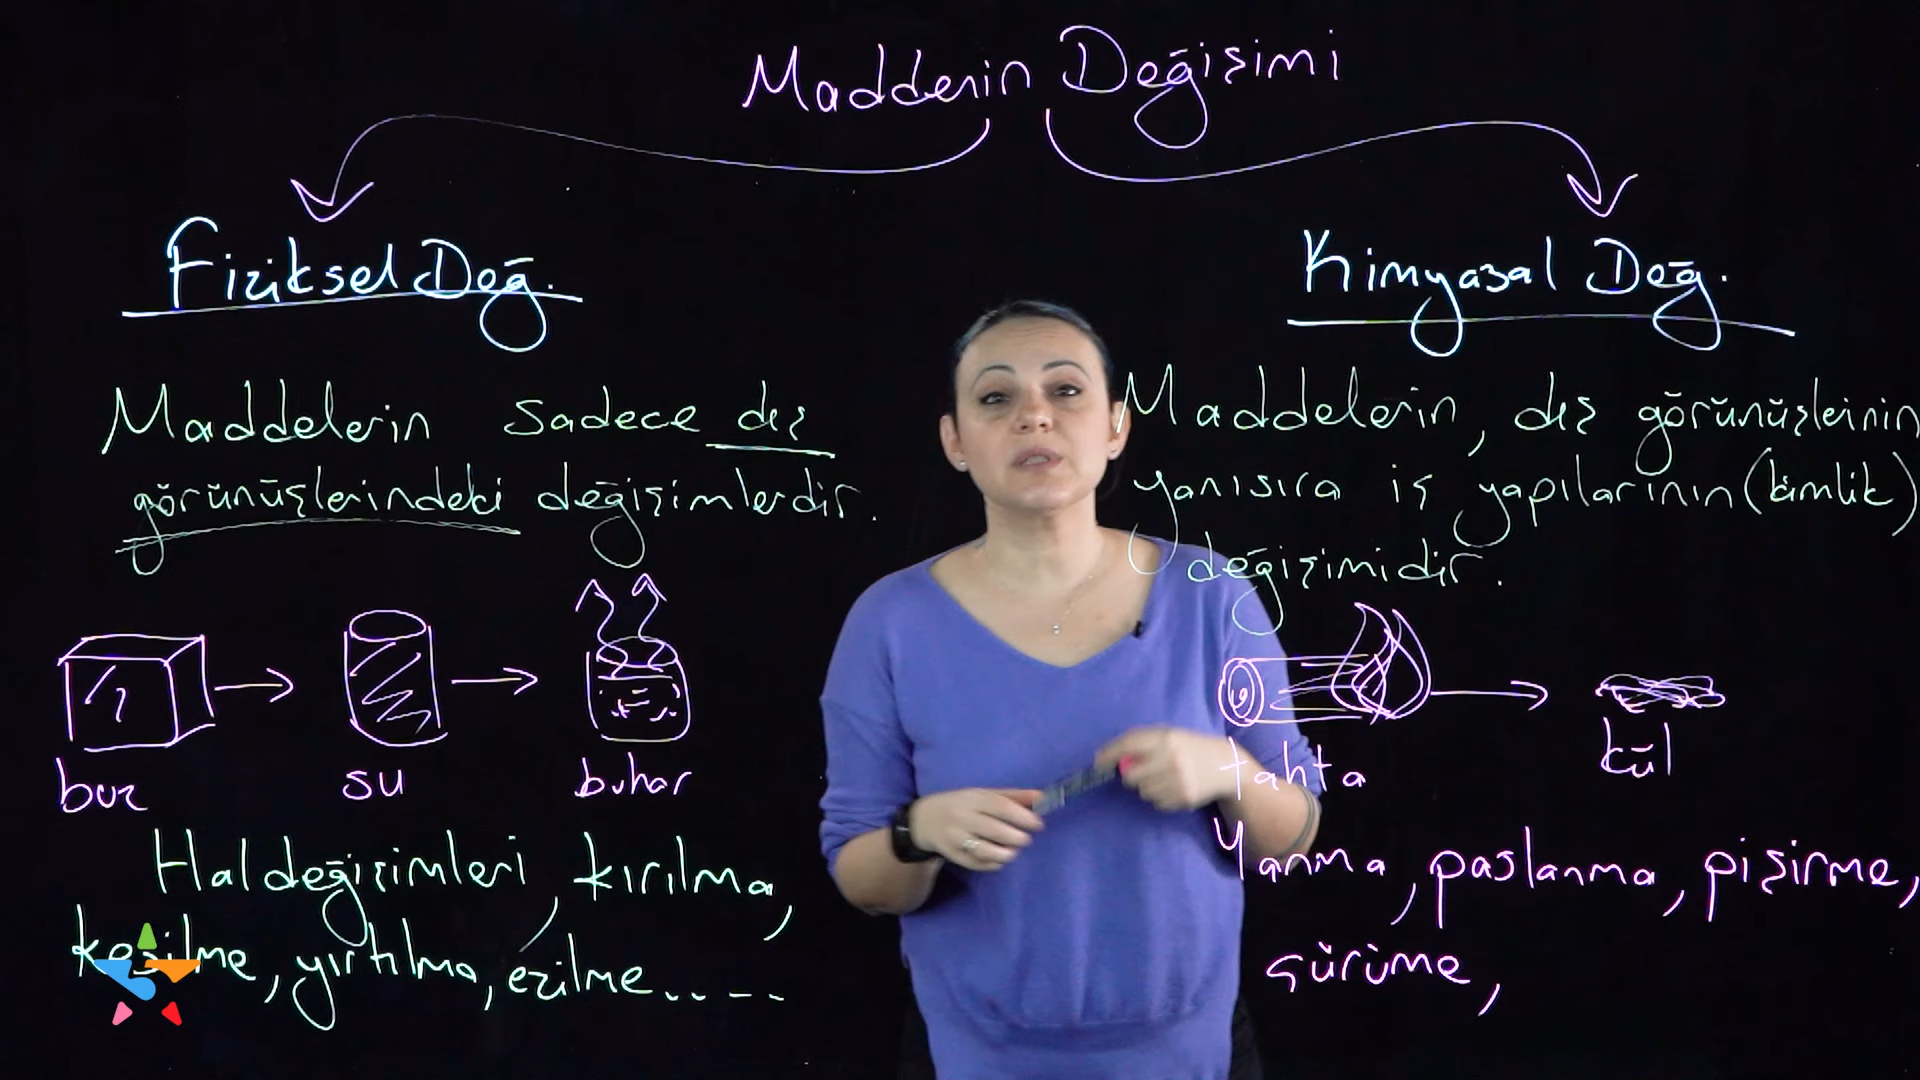 Maddenin Değişimi
Fiziksel Değ.
Maddelerin sadece dış
görünüşlerindeki değişimlerdir.
buz
su
buhar
Hal değişimleri, kırılma,
kesilme, yırtılma, ezilme.....
Kimyasal Değ.
Maddelerin, dış görünüşlerinin
yanısıra iç yapılarının (kimlik)
değişimidir.
tahta
kül
Yanma, paslanma, pişirme,
çürüme,